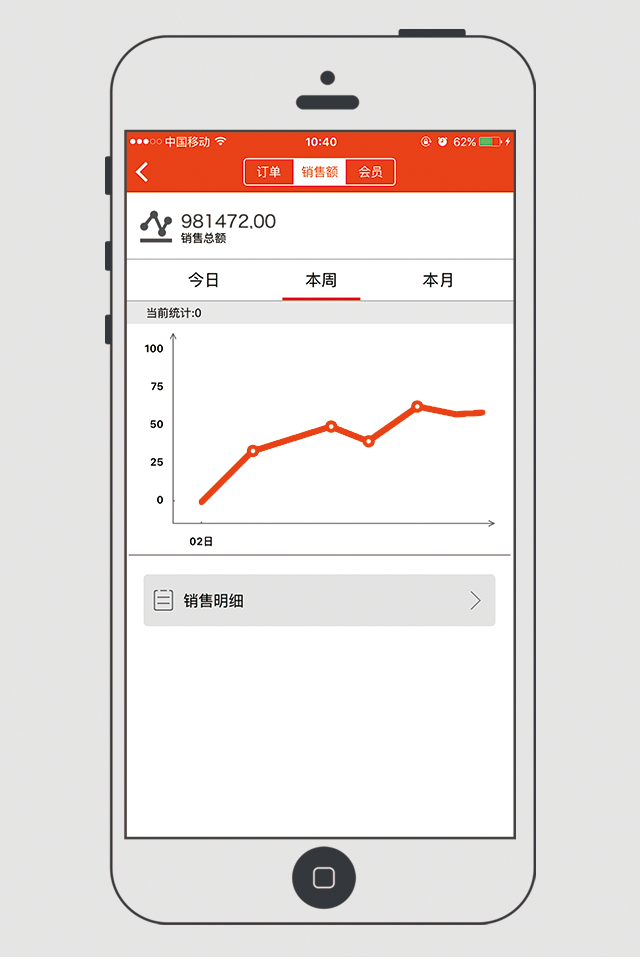 中国移动 10:40 62%
订单 销售额 会员
981472.00
销售总额
今日 本周 本月
当前统计:0
100
75
50
25
0
02日
销售明细